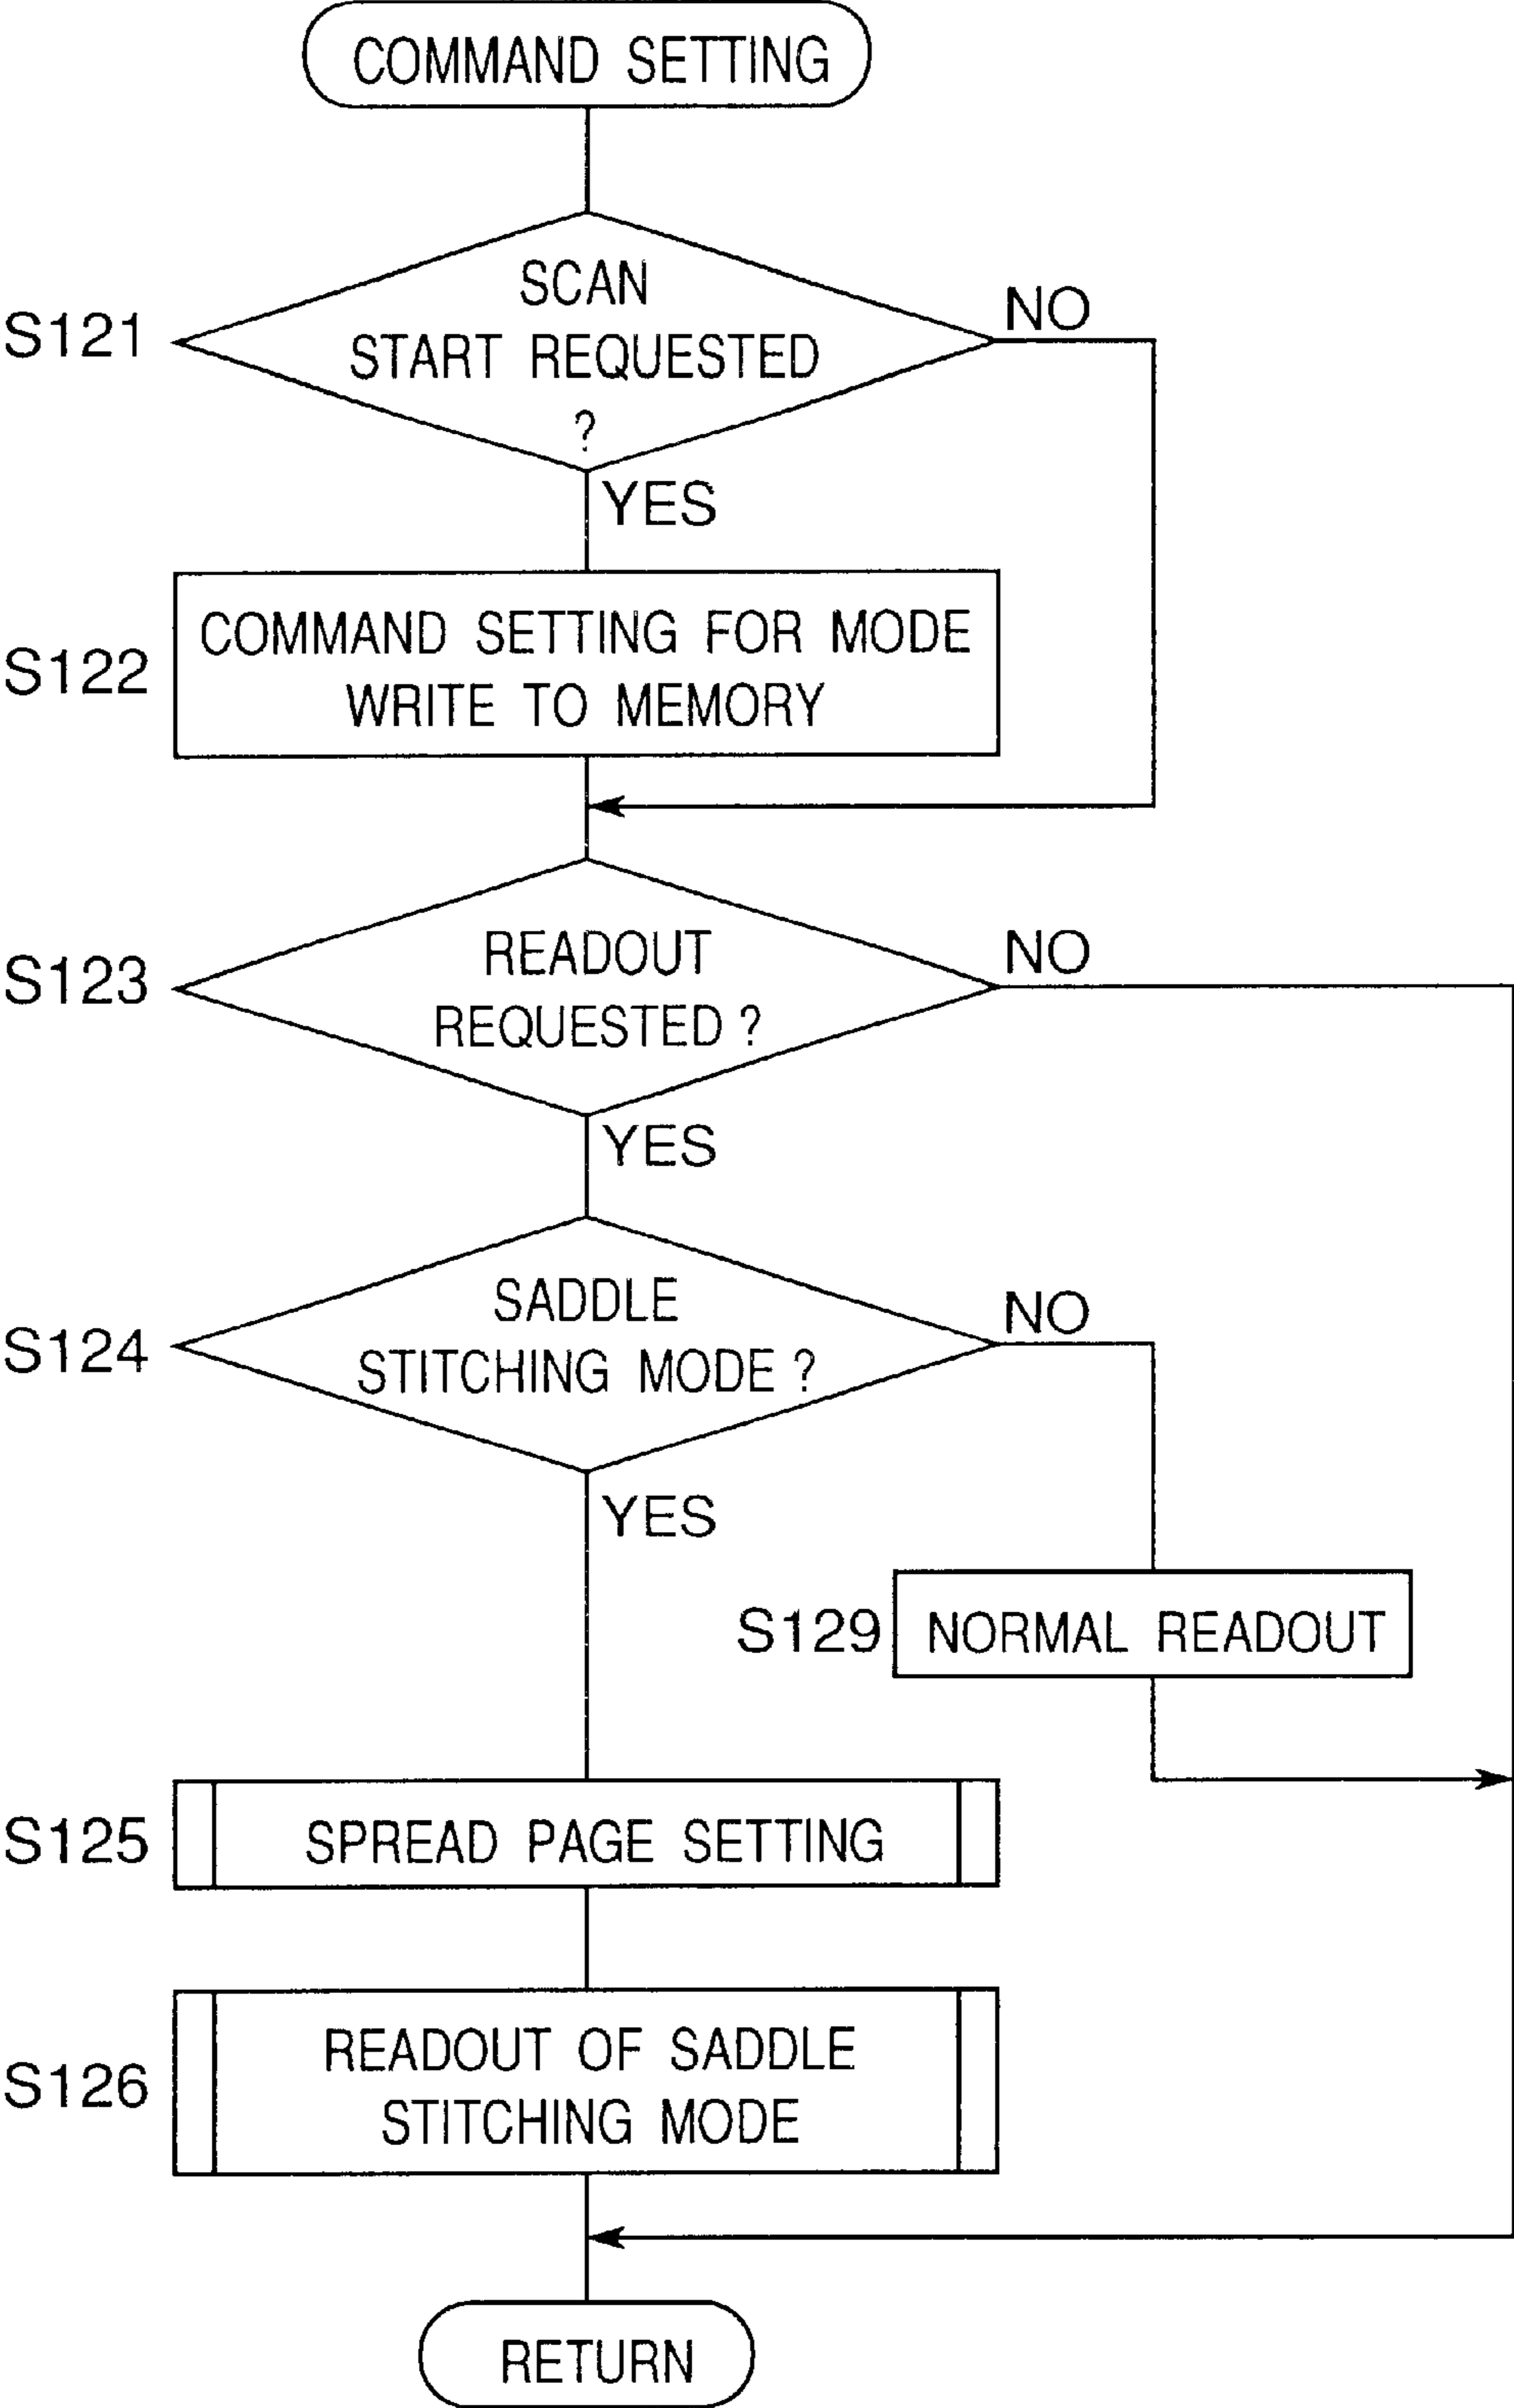 COMMAND SETTING
S121
SCAN
START REQUESTED
?
NO
YES
S122
COMMAND SETTING FOR MODE
WRITE TO MEMORY
S123
READOUT
REQUESTED ?
NO
YES
S124
SADDLE
STITCHING MODE ?
NO
YES
S129
NORMAL READOUT
S125
SPREAD PAGE SETTING
S126
READOUT OF SADDLE
STITCHING MODE
RETURN